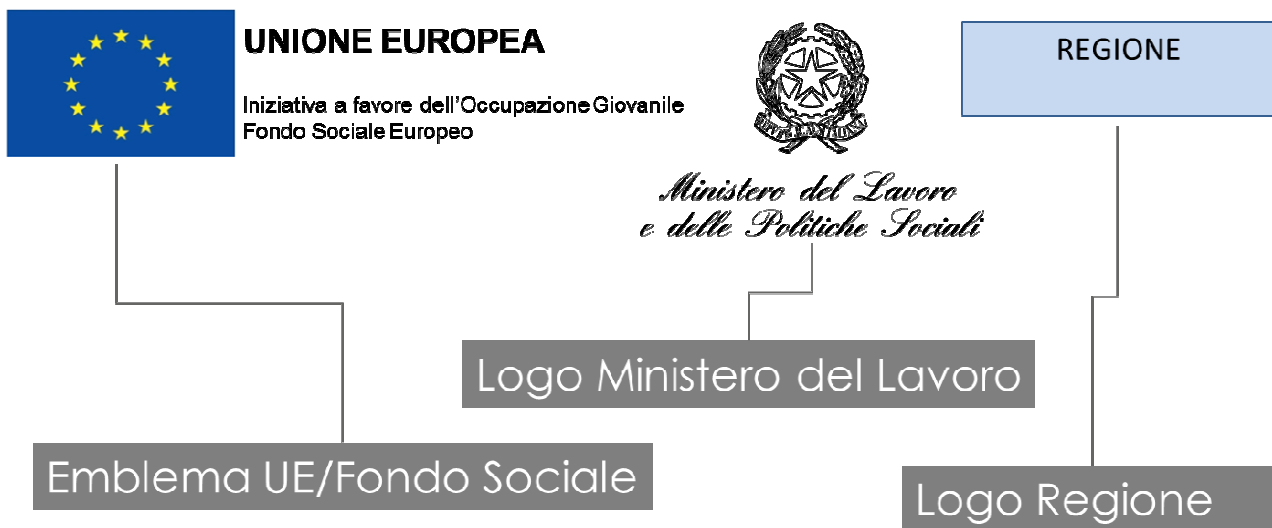 UNIONE EUROPEA
Iniziativa a favore dell'Occupazione Giovanile
Fondo Sociale Europeo
Ministero del Lavoro
e delle Politiche Sociali
REGIONE
Logo Ministero del Lavoro
Emblema UE/Fondo Sociale
Logo Regione